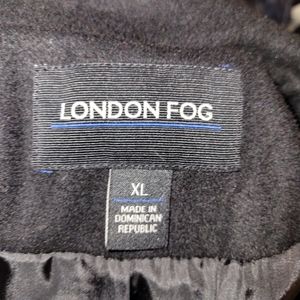 LONDON FOG
XL
MADE IN
DOMINICAN
REPUBLIC